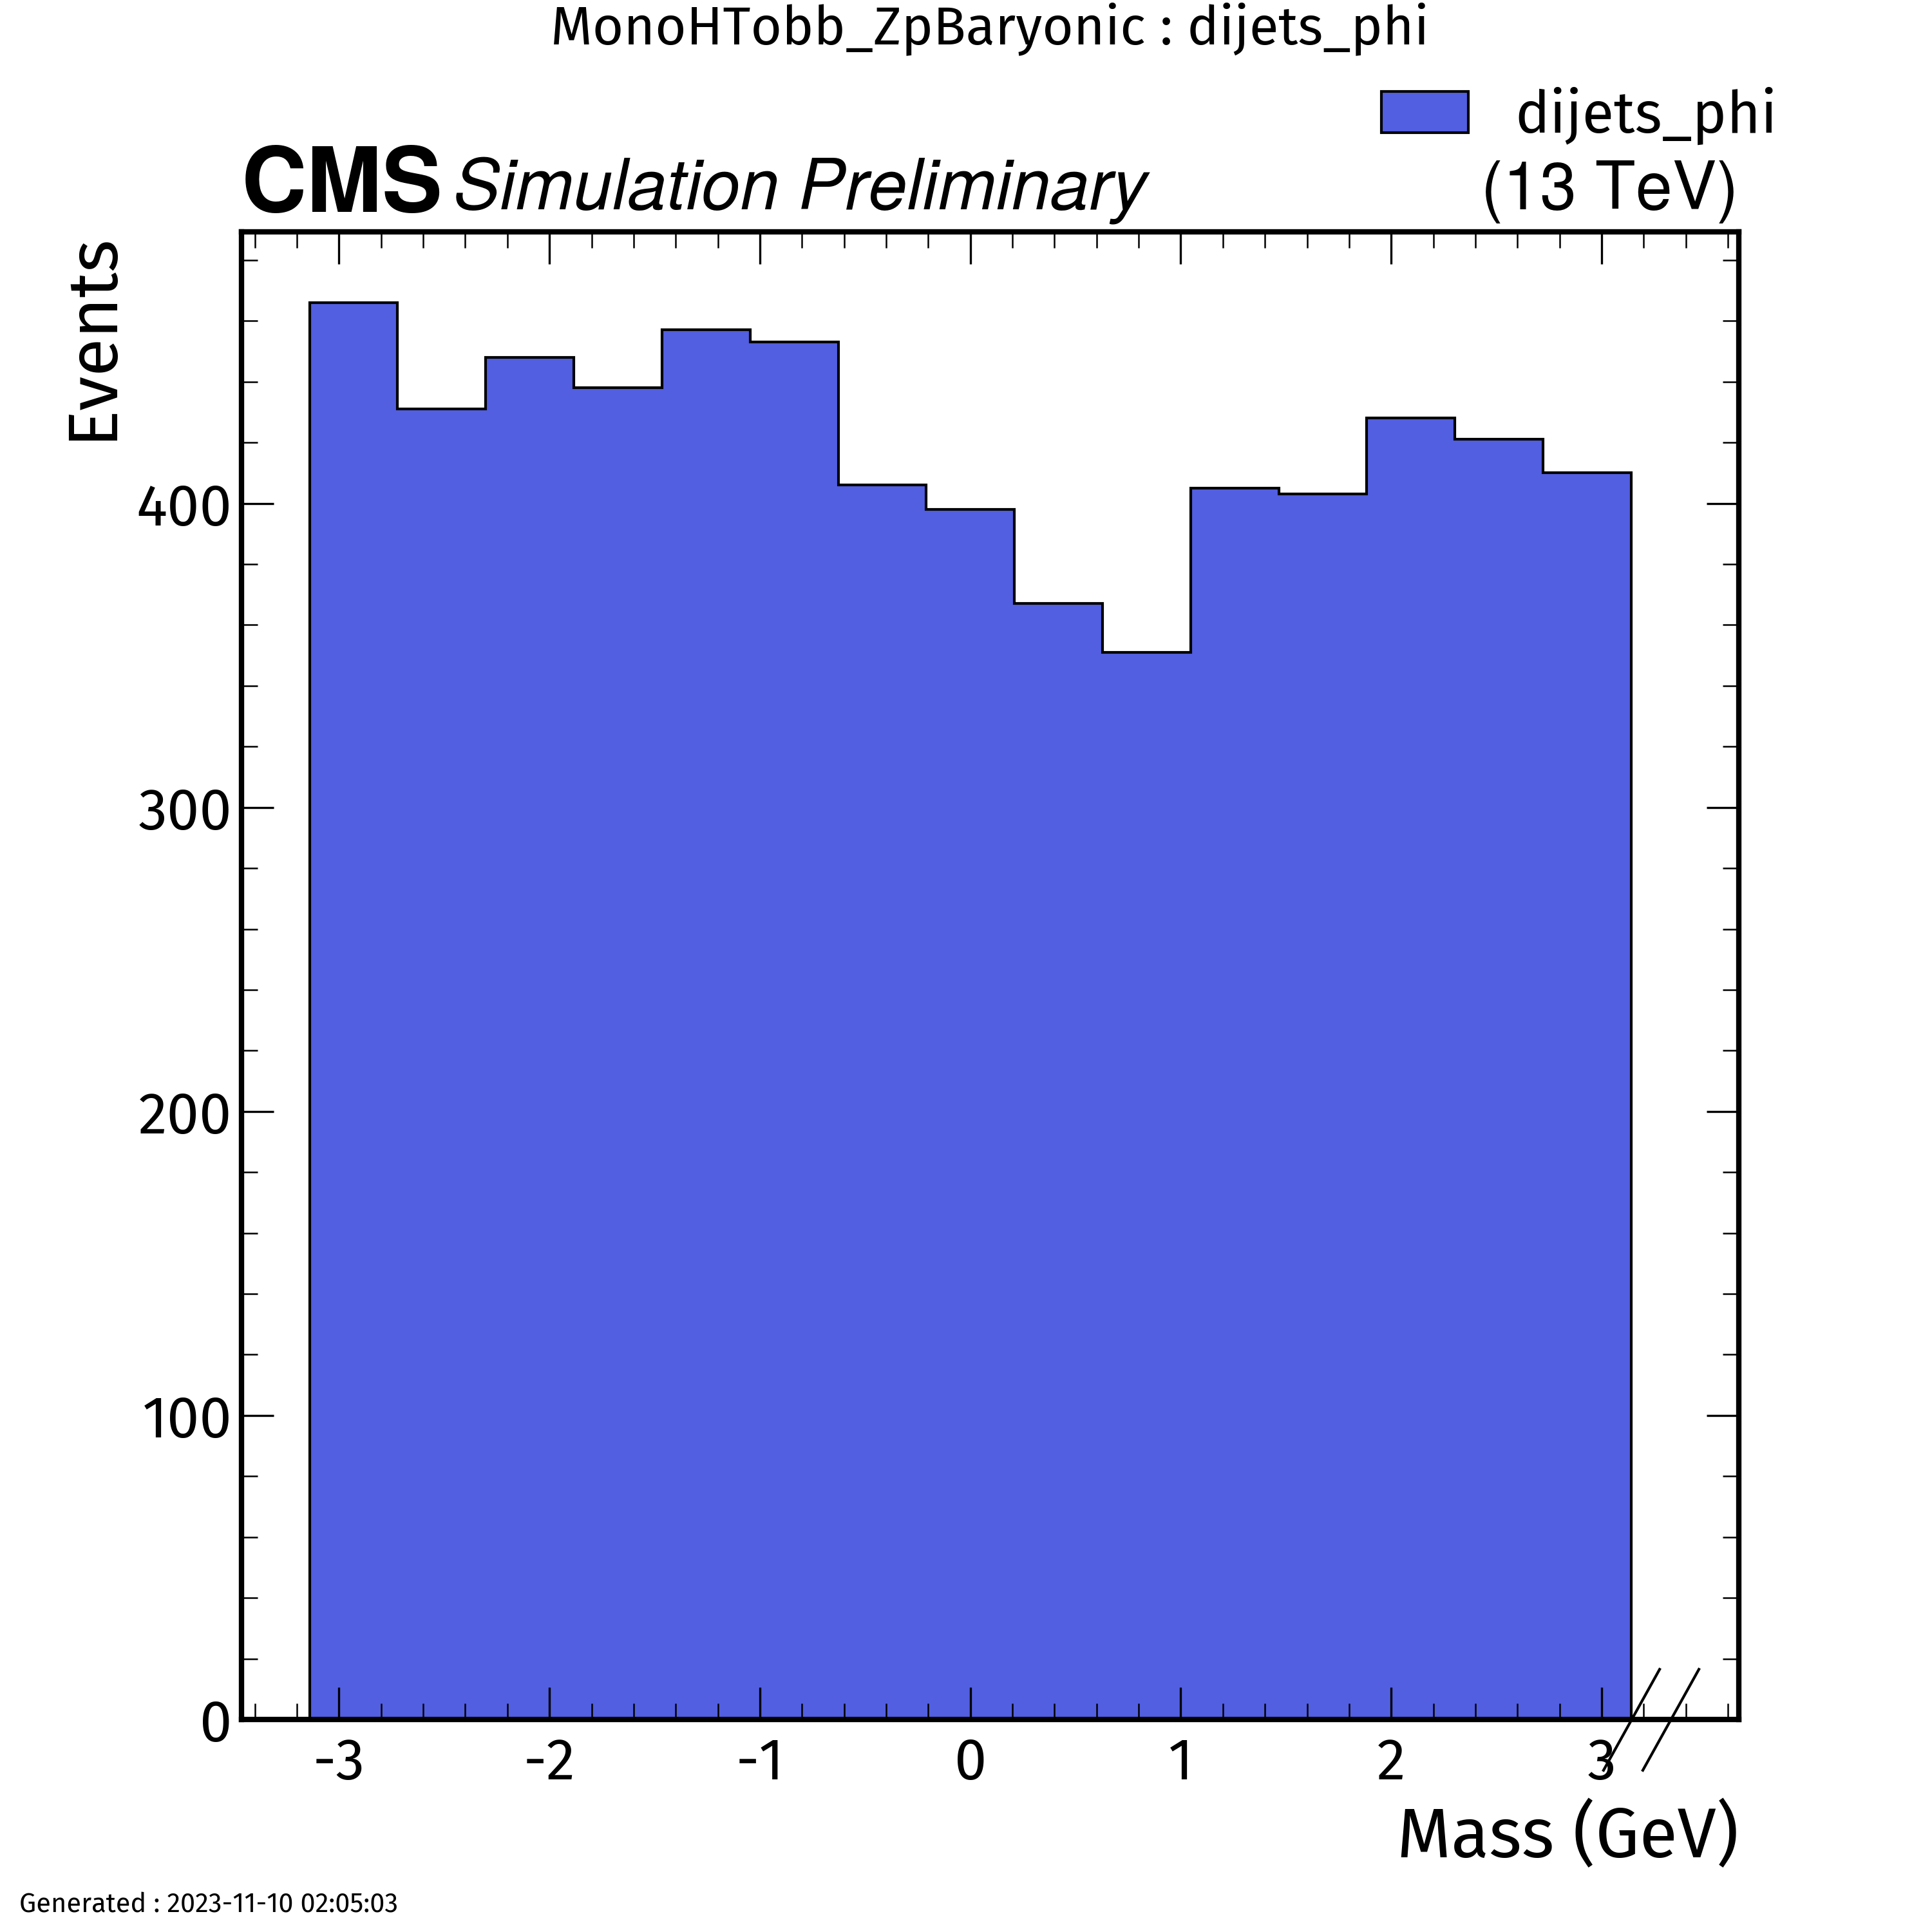 MonoHTobb_ZpBaryonic : dijets_phi
dijets_phi
CMS Simulation Preliminary (13 TeV)
Events
400
300
200
100
0
-3 -2 -1 0 1 2 3
Mass (GeV)
Generated : 2023-11-10 02:05:03